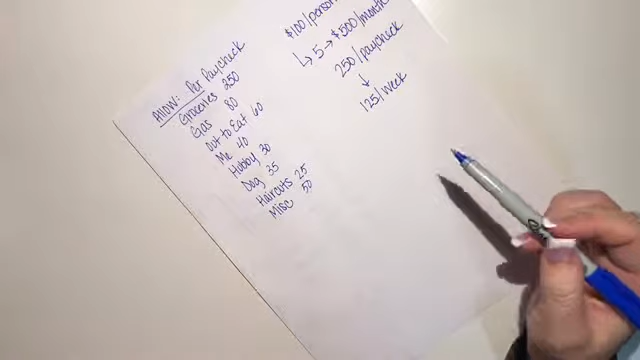 Allow: Per Paycheck
Groceries 250
Gas 80
Out to Eat 60
Me 40
Hubby 30
Dog 35
Haircuts 25
Misc 50
$100/person
↳ 5 → $500/month
250/paycheck
↓
125/week